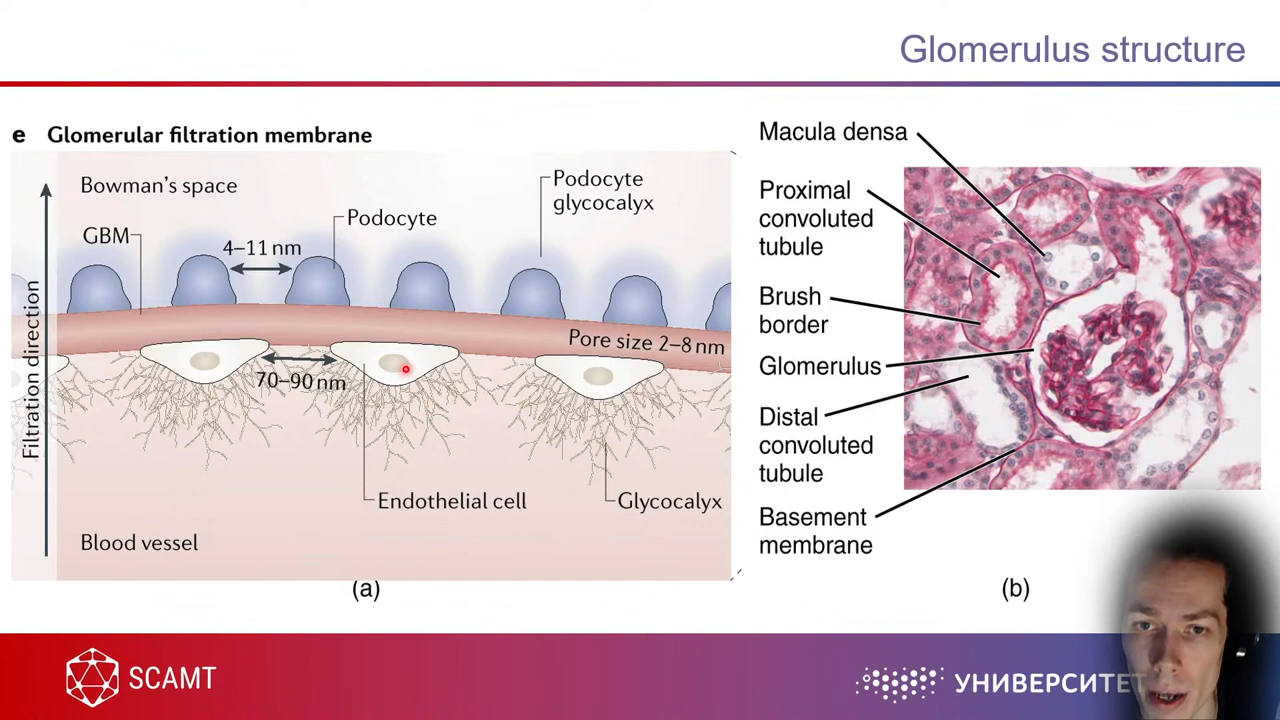 Glomerulus structure
e Glomerular filtration membrane
Bowman's space
Podocyte
glycocalyx
Podocyte
GBM
4–11 nm
Filtration direction
Pore size 2–8 nm
70–90 nm
Endothelial cell
Glycocalyx
Blood vessel
(a)
Macula densa
Proximal
convoluted
tubule
Brush
border
Glomerulus
Distal
convoluted
tubule
Basement
membrane
(b)
SCAMT
УНИВЕРСИТЕТ